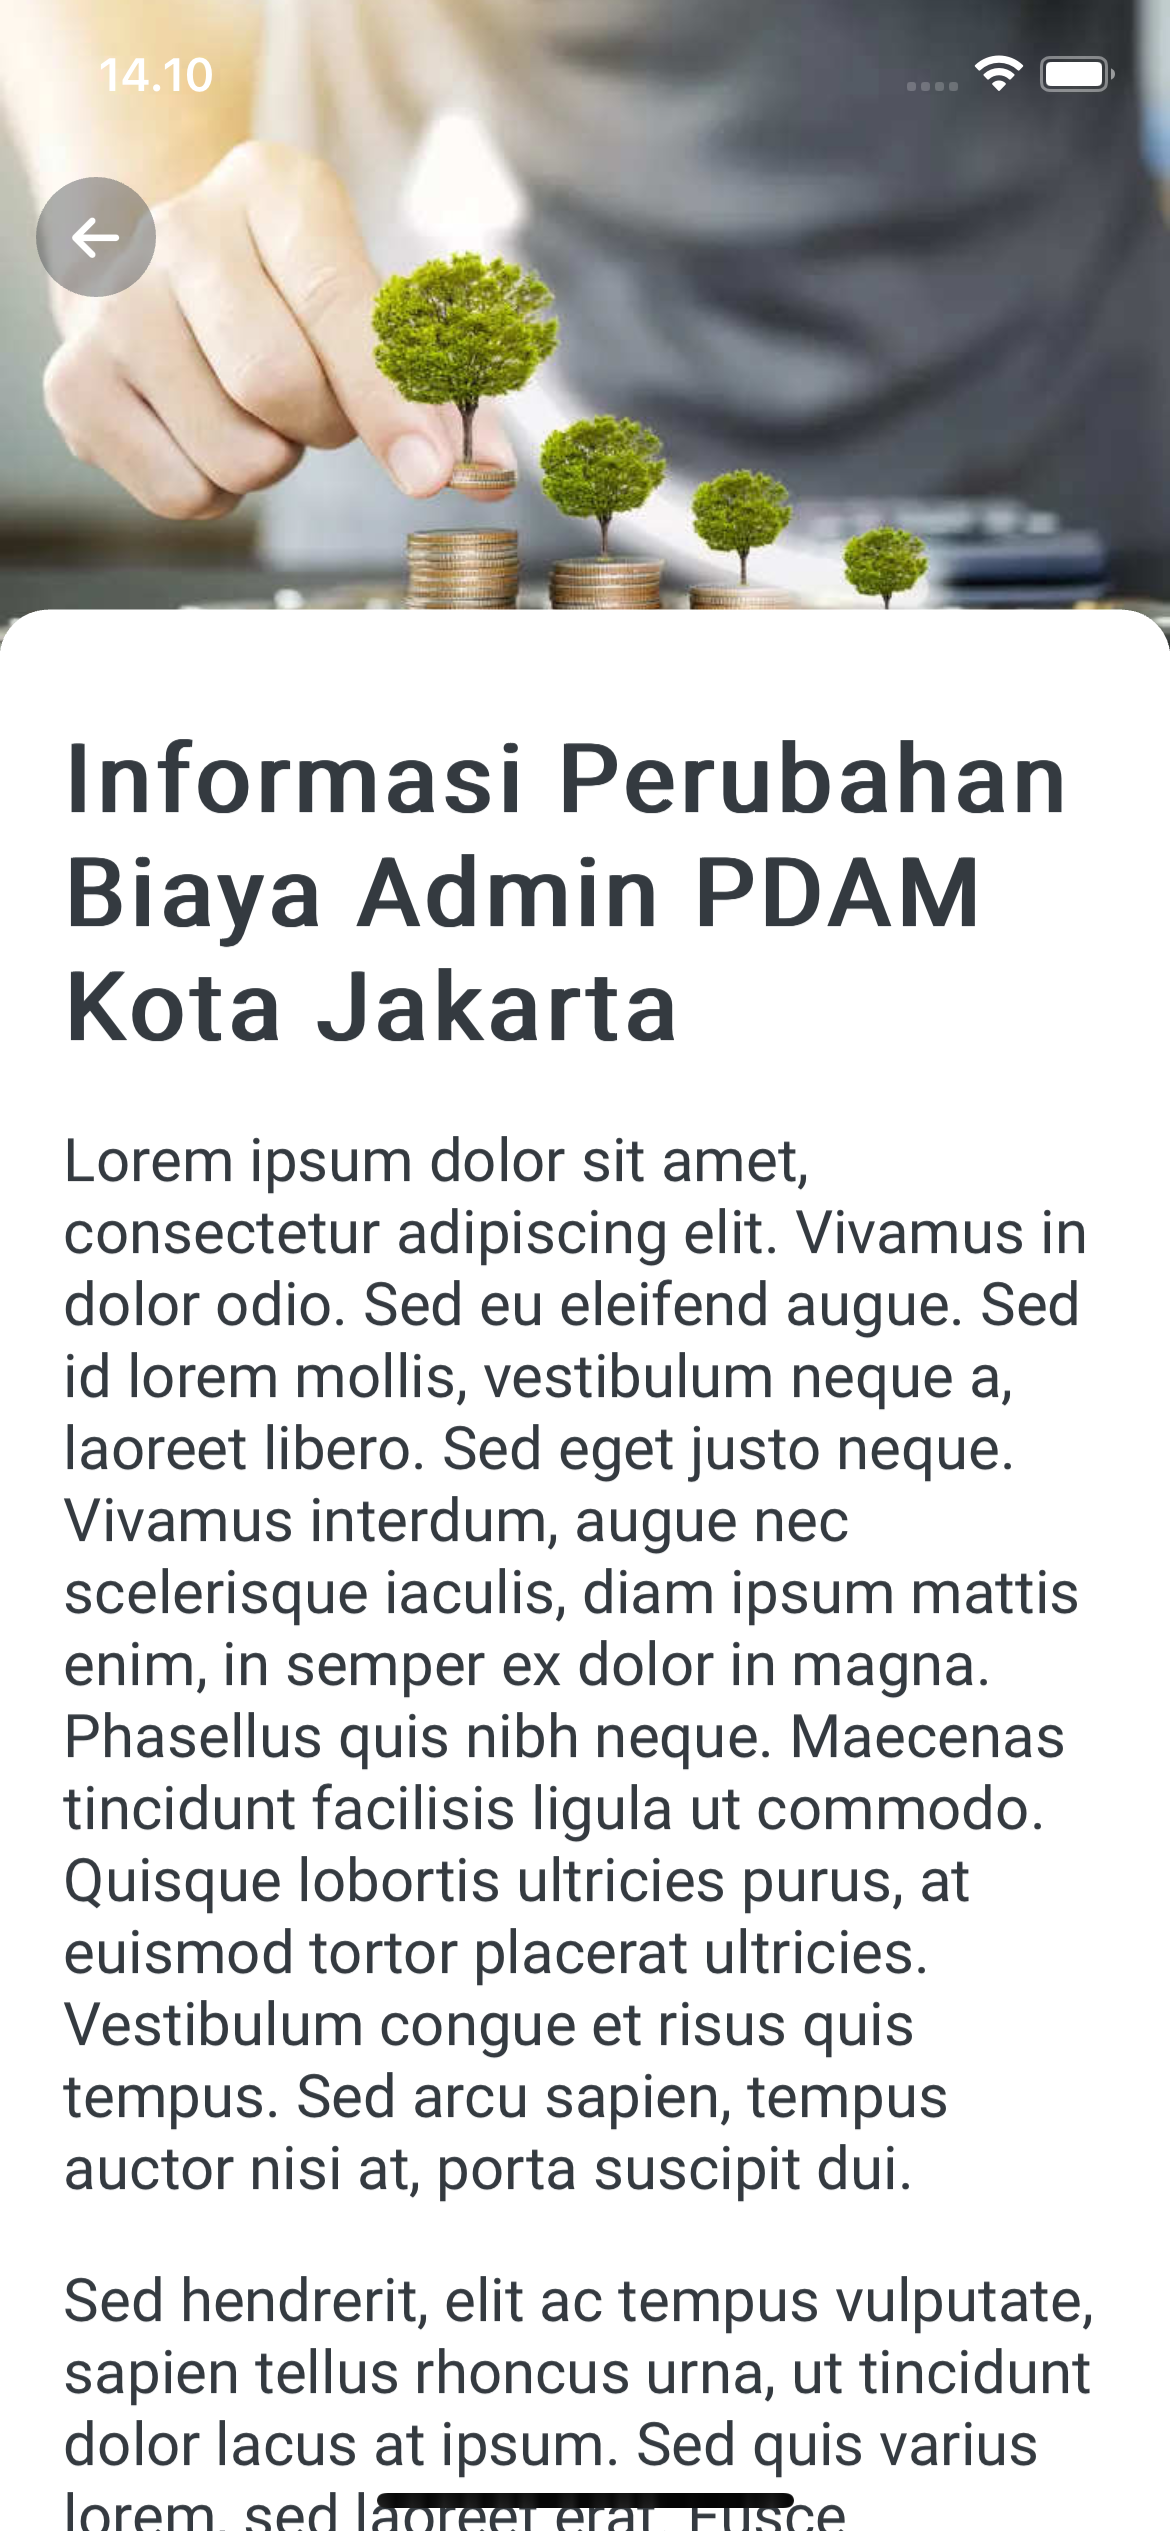 14.10
Informasi Perubahan
Biaya Admin PDAM
Kota Jakarta
Lorem ipsum dolor sit amet,
consectetur adipiscing elit. Vivamus in
dolor odio. Sed eu eleifend augue. Sed
id lorem mollis, vestibulum neque a,
laoreet libero. Sed eget justo neque.
Vivamus interdum, augue nec
scelerisque iaculis, diam ipsum mattis
enim, in semper ex dolor in magna.
Phasellus quis nibh neque. Maecenas
tincidunt facilisis ligula ut commodo.
Quisque lobortis ultricies purus, at
euismod tortor placerat ultricies.
Vestibulum congue et risus quis
tempus. Sed arcu sapien, tempus
auctor nisi at, porta suscipit dui.
Sed hendrerit, elit ac tempus vulputate,
sapien tellus rhoncus urna, ut tincidunt
dolor lacus at ipsum. Sed quis varius
lorem, sed laoreet erat. Fusce